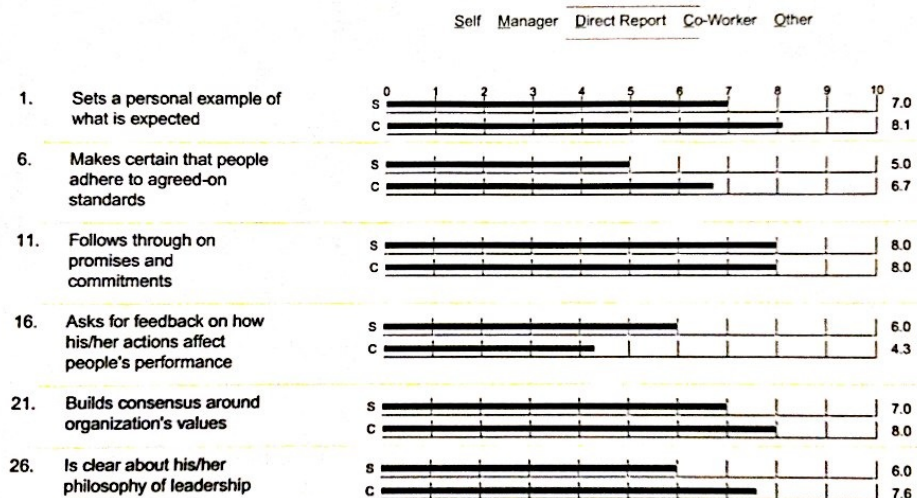 Self Manager Direct Report Co-Worker Other
0 1 2 3 4 5 6 7 8 9 10
1. Sets a personal example of S 7.0
what is expected C 8.1
6. Makes certain that people S 5.0
adhere to agreed-on C 6.7
standards
11. Follows through on S 8.0
promises and C 8.0
commitments
16. Asks for feedback on how S 6.0
his/her actions affect C 4.3
people's performance
21. Builds consensus around S 7.0
organization's values C 8.0
26. Is clear about his/her S 6.0
philosophy of leadership C 7.6